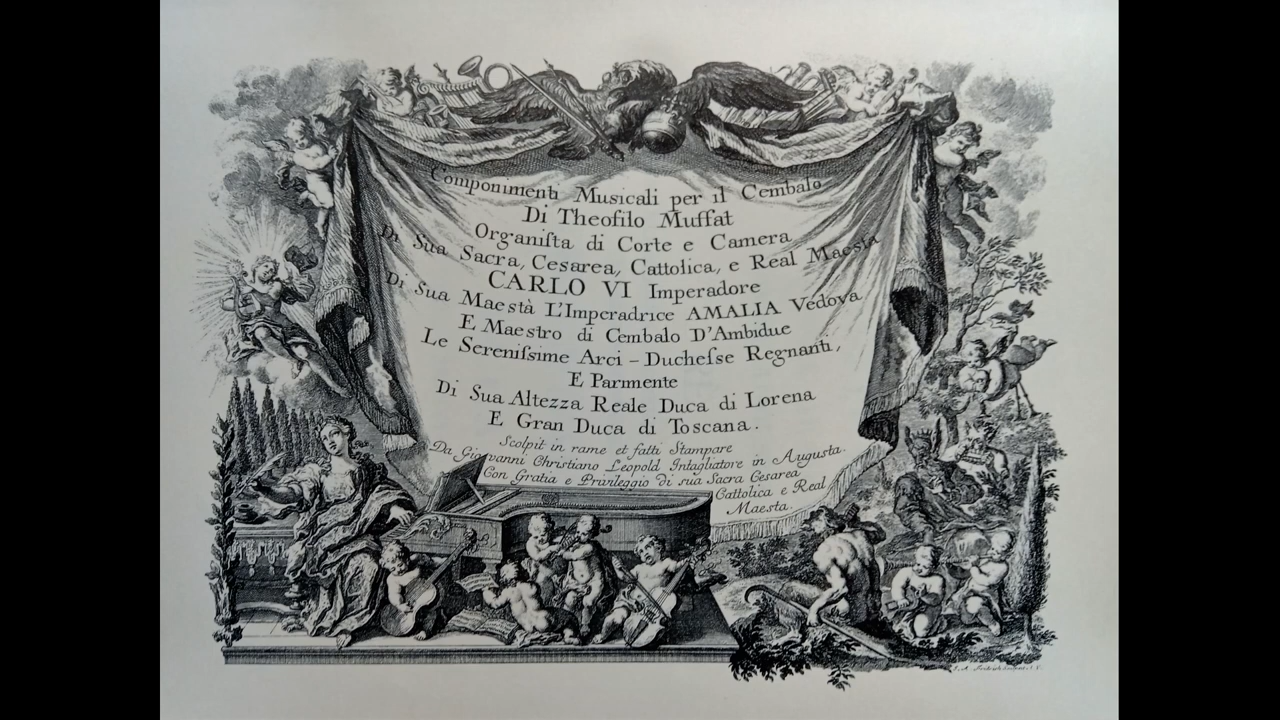 Componimenti Musicali per il Cembalo
Di Theofilo Muffat
Organiſta di Corte e Camera
Di Sua Sacra, Cesarea, Cattolica, e Real Maestà
CARLO VI Imperadore
Di Sua Maestà L'Imperadrice AMALIA Vedova
E Maestro di Cembalo D'Ambidue
Le Sereniſsime Arci - Ducheſse Regnanti,
E Parimente
Di Sua Altezza Reale Duca di Lorena
E Gran Duca di Toscana.
Scolpit in rame et fatti Stampare
Da Giovanni Christiano Leopold Intagliatore in Augusta.
Con Gratia e Privileggio di sua Sacra Cesarea
Cattolica e Real
Maesta.